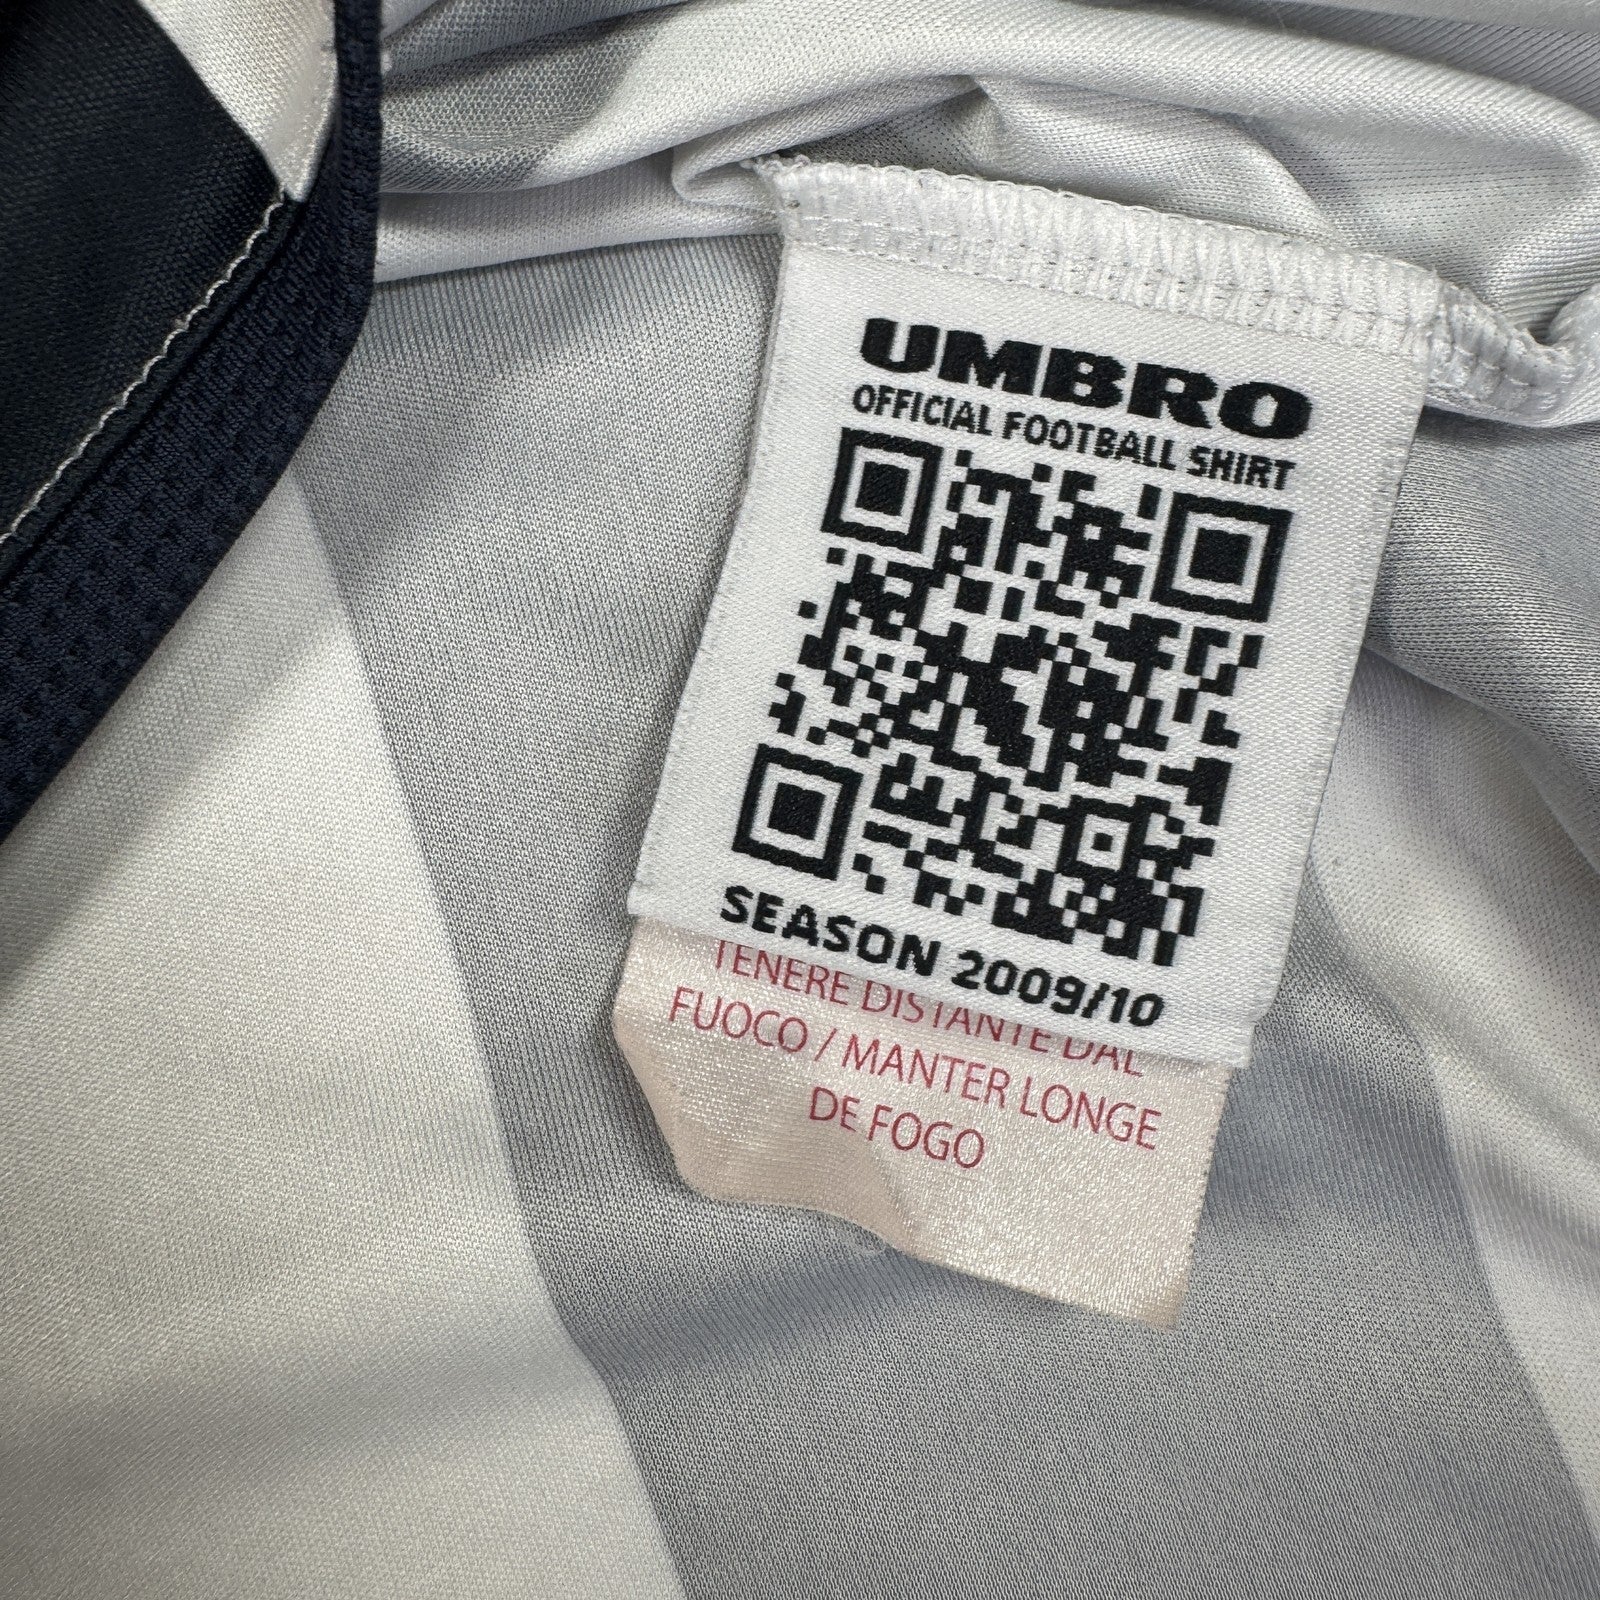 UMBRO
OFFICIAL FOOTBALL SHIRT
SEASON 2009/10
TENERE DISTANTE DAL
FUOCO / MANTER LONGE
DE FOGO